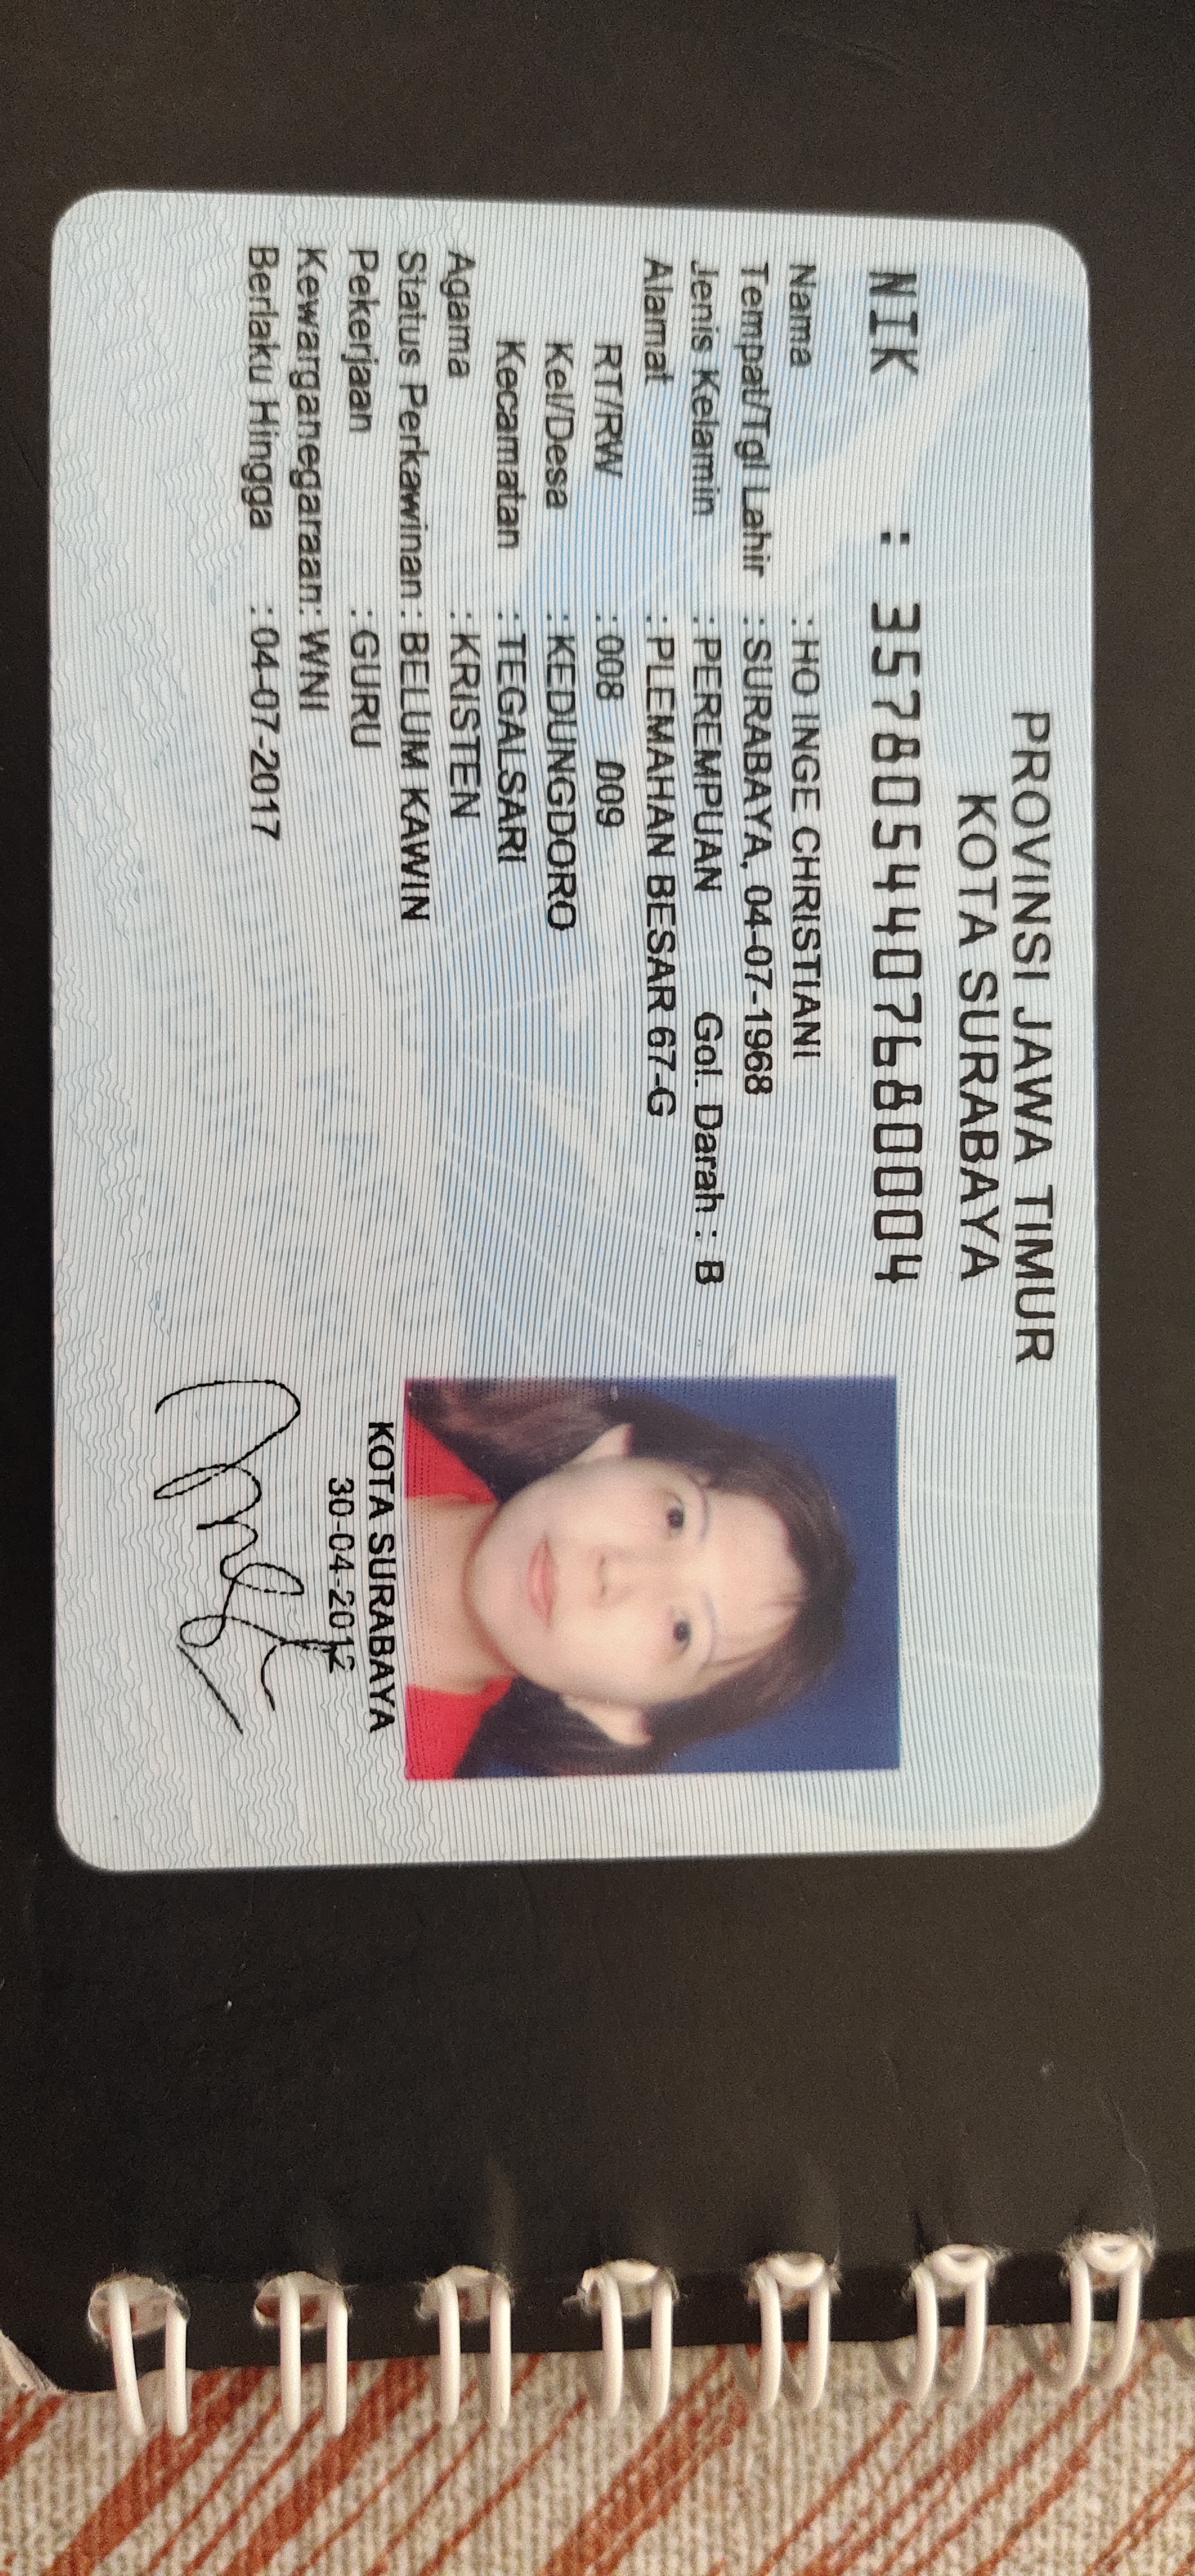 PROVINSI JAWA TIMUR
KOTA SURABAYA
NIK : 3578054407680004
Nama : HO INGE CHRISTIANI
Tempat/Tgl Lahir : SURABAYA, 04-07-1968
Jenis Kelamin : PEREMPUAN Gol. Darah : B
Alamat : PLEMAHAN BESAR 67-G
RT/RW : 008 009
Kel/Desa : KEDUNGDORO
Kecamatan : TEGALSARI
Agama : KRISTEN
Status Perkawinan : BELUM KAWIN
Pekerjaan : GURU
Kewarganegaraan: WNI
Berlaku Hingga : 04-07-2017
KOTA SURABAYA
30-04-2012